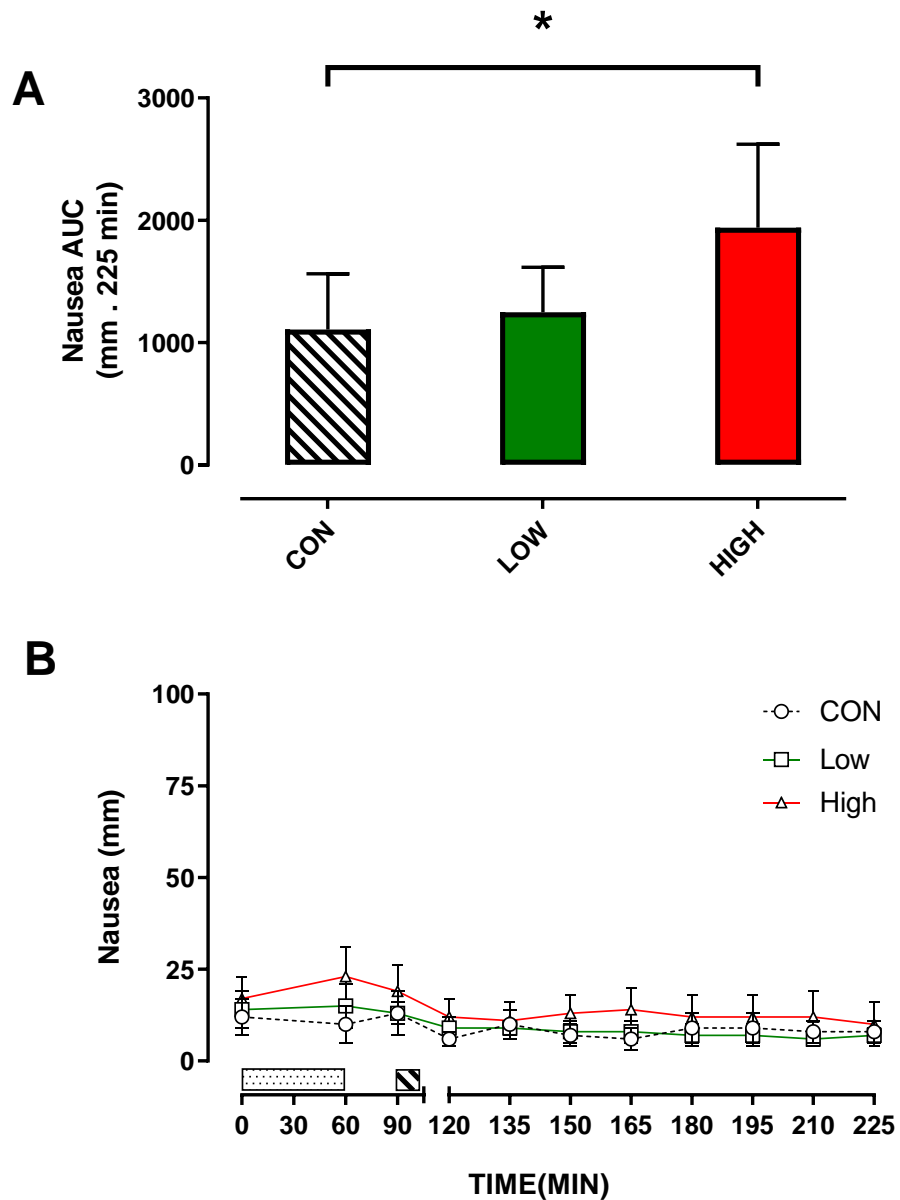 *
A
3000
2000
1000
0
Nausea AUC
(mm . 225 min)
CON
LOW
HIGH
B
100
75
50
25
0
Nausea (mm)
CON
Low
High
0 30 60 90 120 135 150 165 180 195 210 225
TIME(MIN)